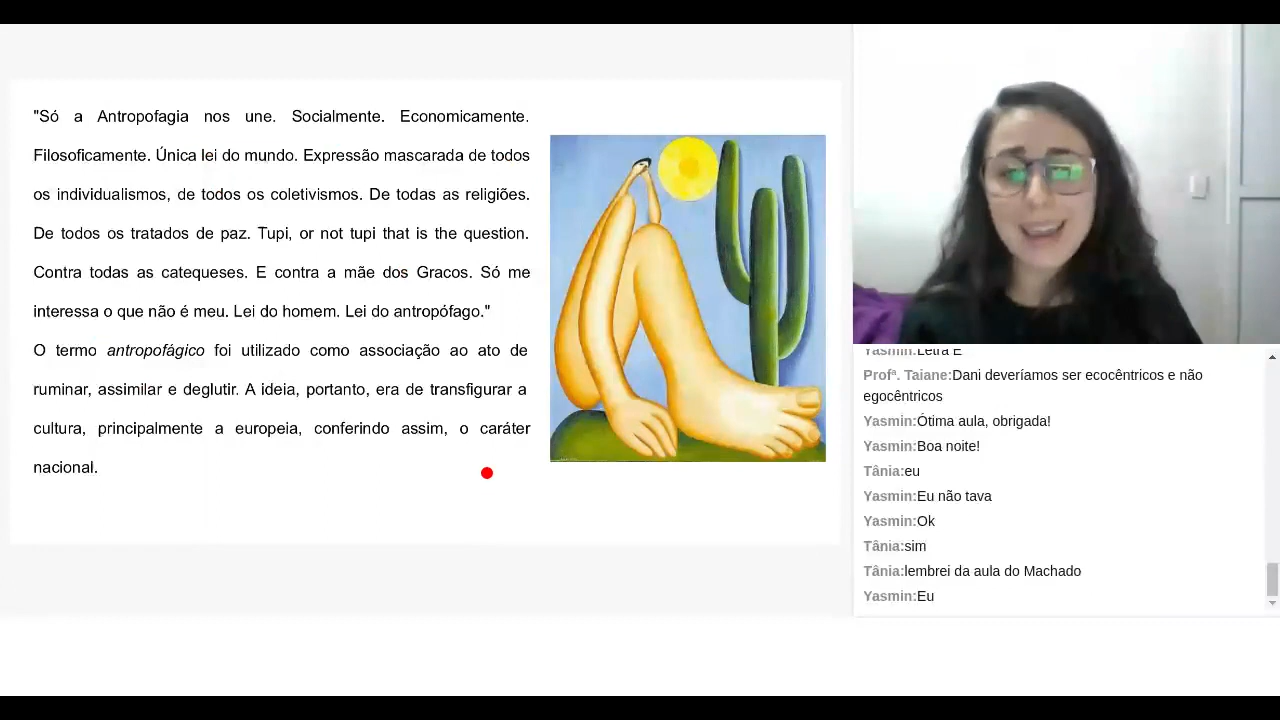 "Só a Antropofagia nos une. Socialmente. Economicamente.
Filosoficamente. Única lei do mundo. Expressão mascarada de todos
os individualismos, de todos os coletivismos. De todas as religiões.
De todos os tratados de paz. Tupi, or not tupi that is the question.
Contra todas as catequeses. E contra a mãe dos Gracos. Só me
interessa o que não é meu. Lei do homem. Lei do antropófago."
O termo antropofágico foi utilizado como associação ao ato de
ruminar, assimilar e deglutir. A ideia, portanto, era de transfigurar a
cultura, principalmente a europeia, conferindo assim, o caráter
nacional.
Yasmin:Letra E
Profª. Taiane:Dani deveríamos ser ecocêntricos e não
egocêntricos
Yasmin:Ótima aula, obrigada!
Yasmin:Boa noite!
Tânia:eu
Yasmin:Eu não tava
Yasmin:Ok
Tânia:sim
Tânia:lembrei da aula do Machado
Yasmin:Eu